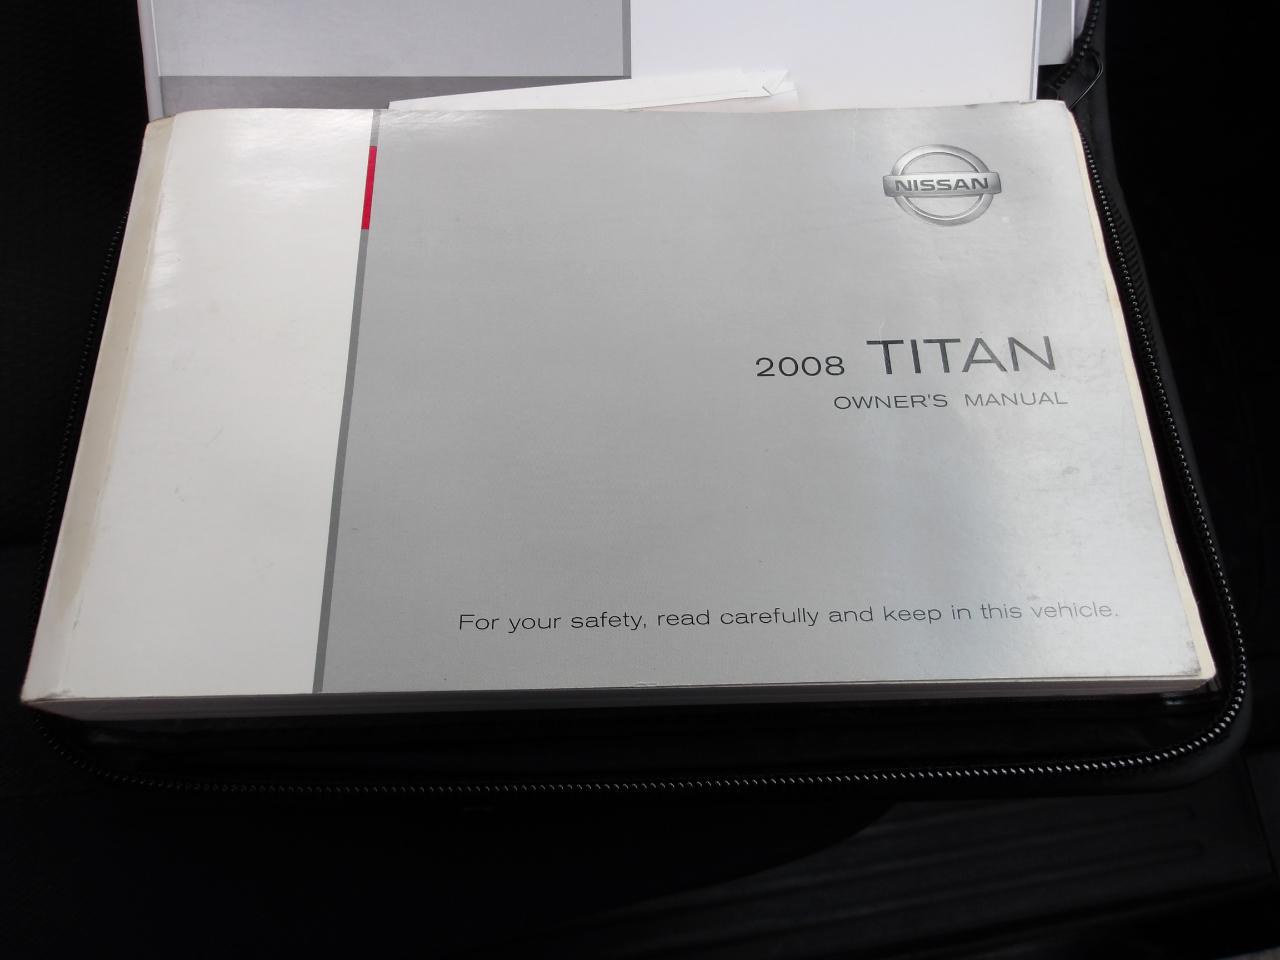 NISSAN
2008 TITAN
OWNER'S MANUAL
For your safety, read carefully and keep in this vehicle.